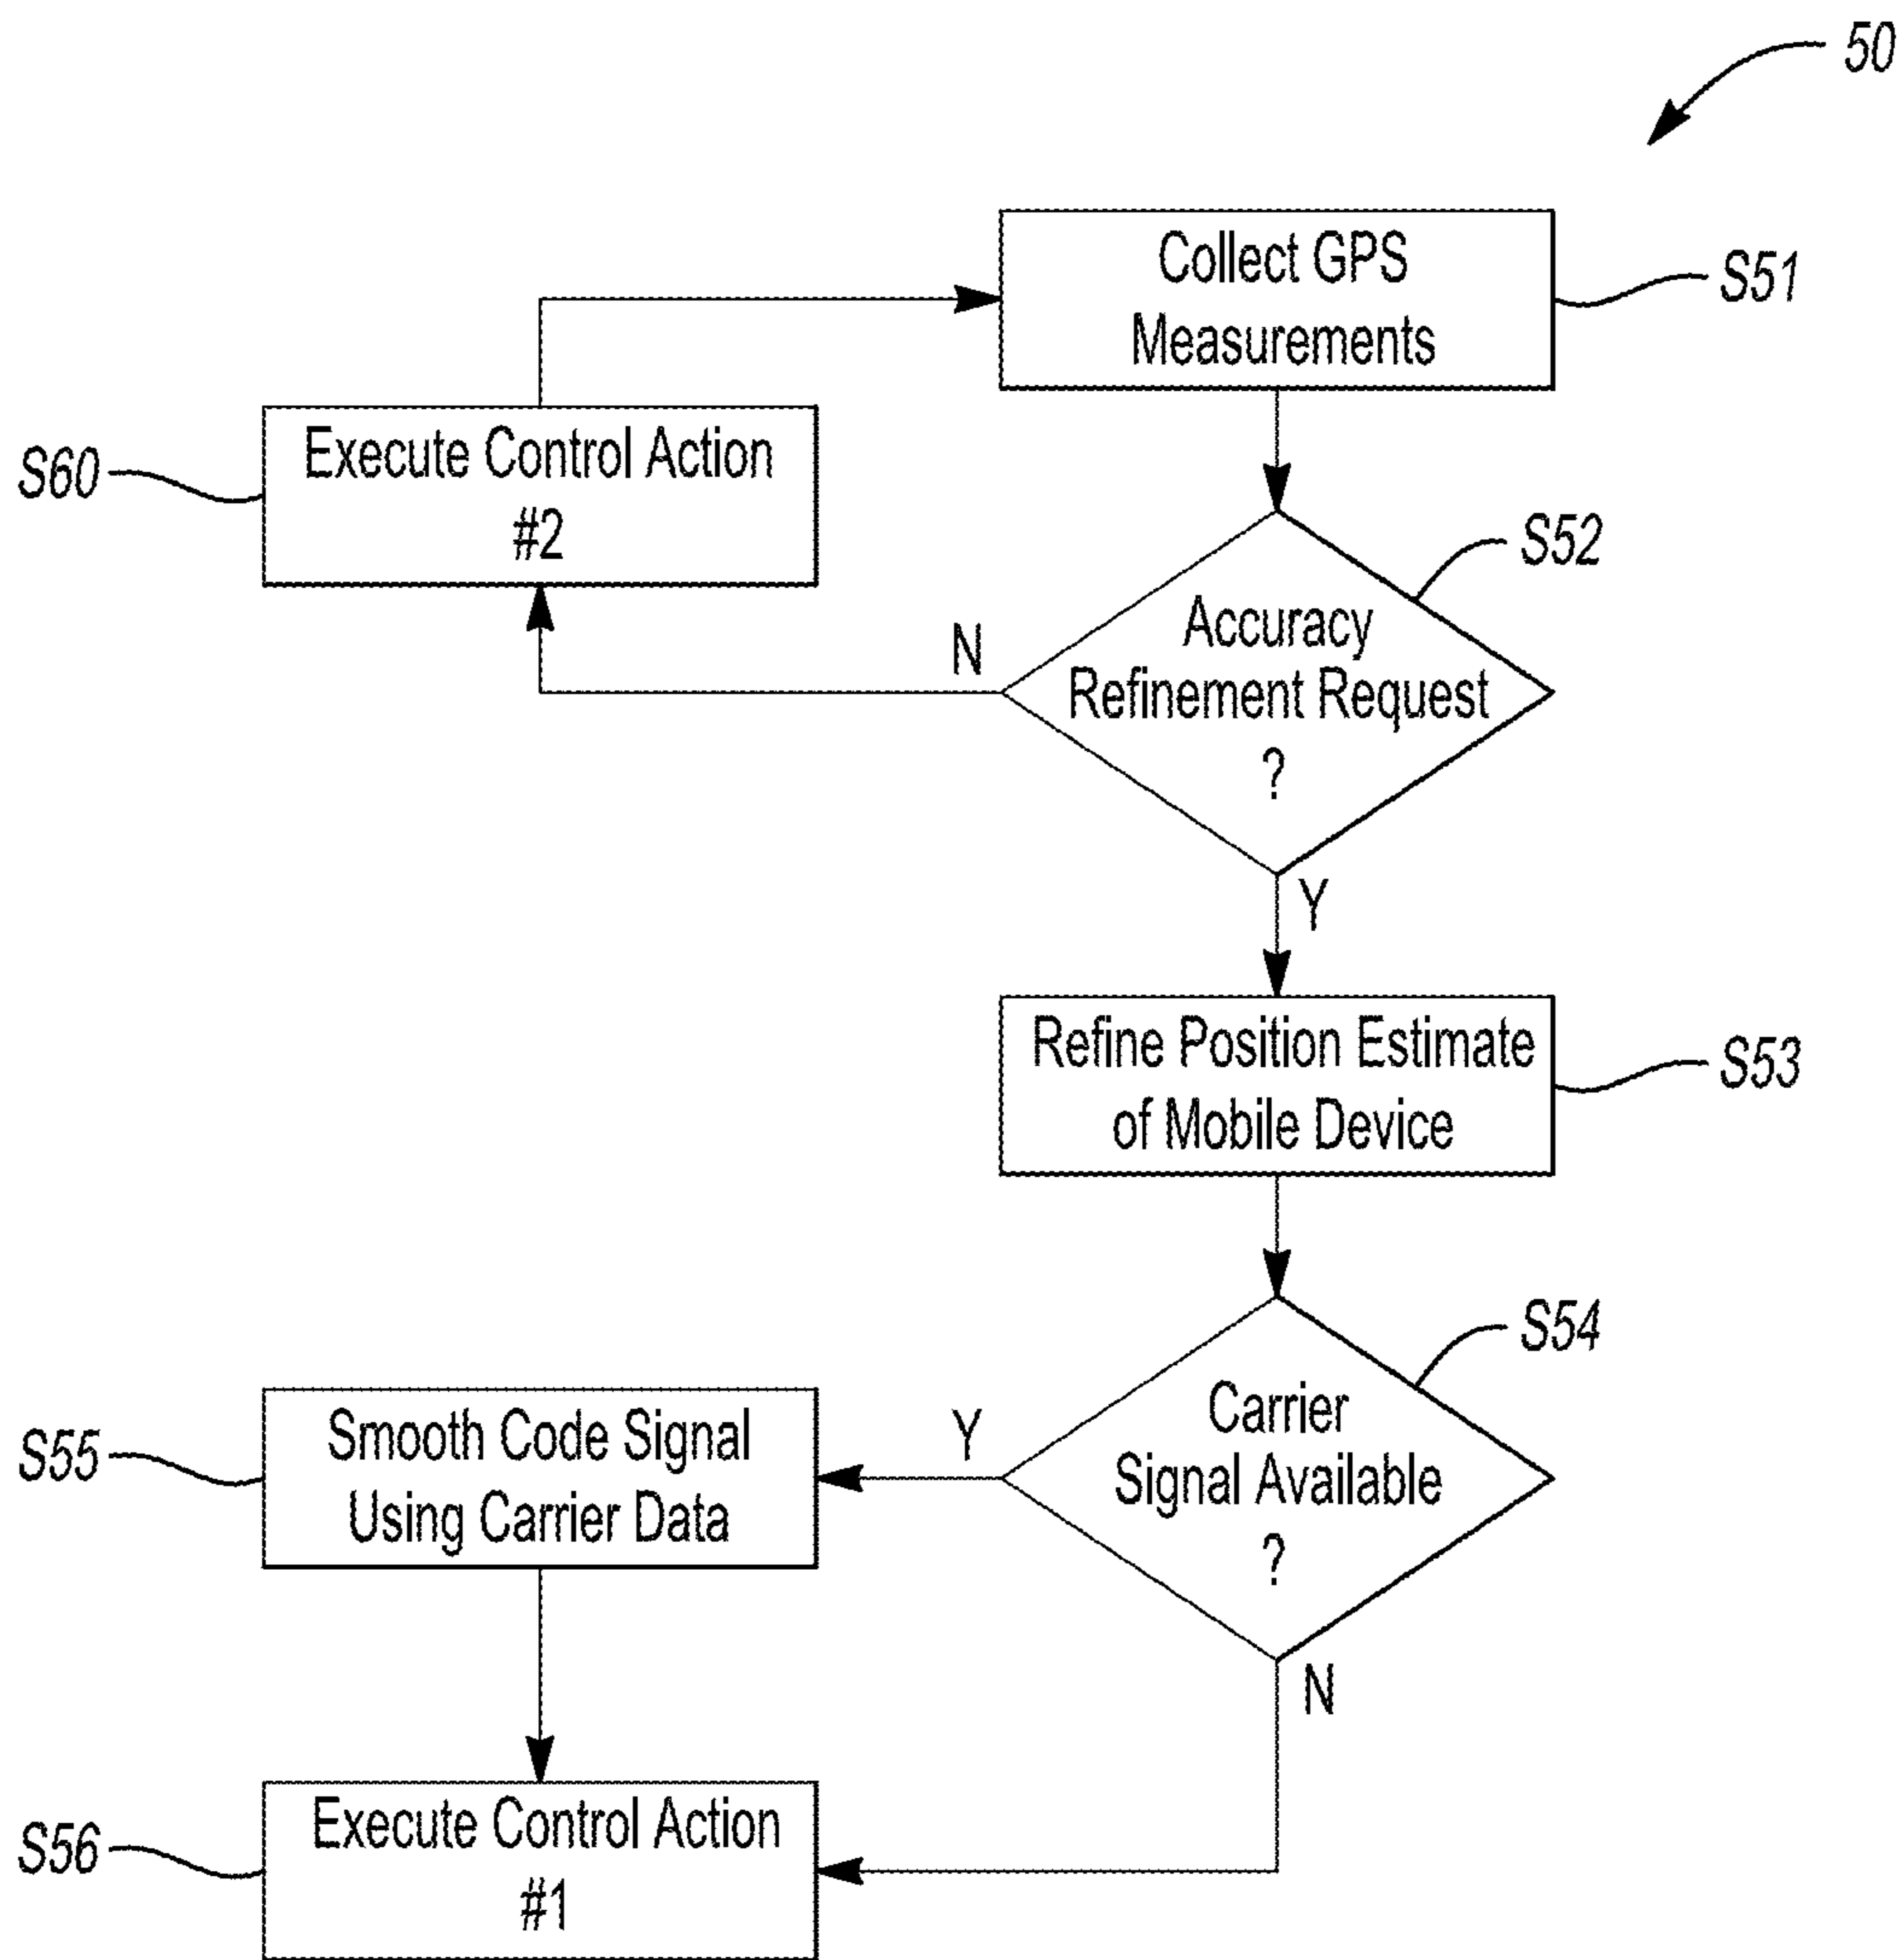 50
Collect GPS
Measurements
S51
Execute Control Action
#2
S60
S52
Accuracy
Refinement Request
?
N
Y
Refine Position Estimate
of Mobile Device
S53
S54
Carrier
Signal Available
?
Y
N
Smooth Code Signal
Using Carrier Data
S55
Execute Control Action
#1
S56